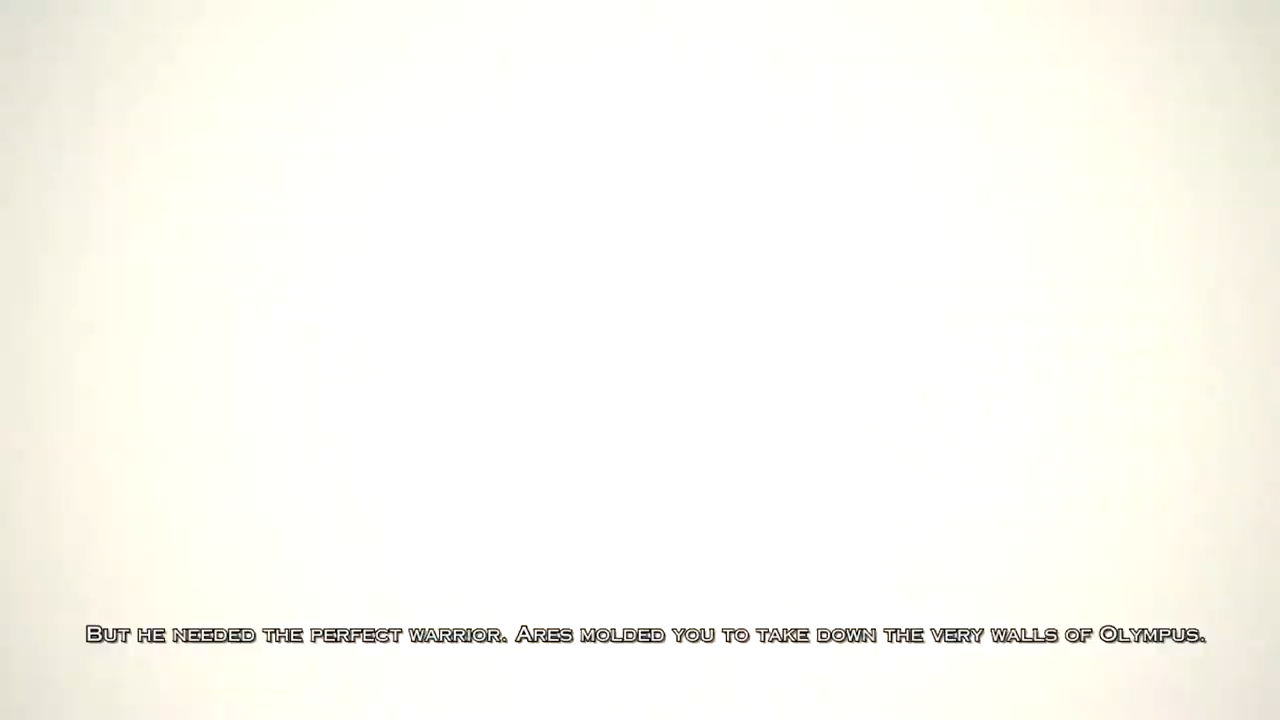 But he needed the perfect warrior. Ares molded you to take down the very walls of Olympus.